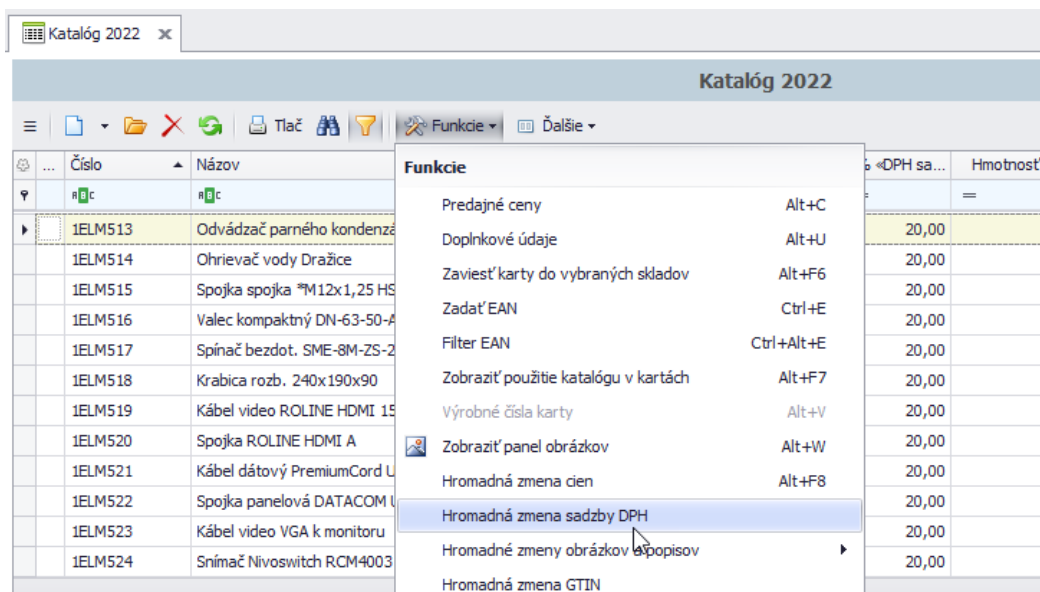 Katalóg 2022
Katalóg 2022
Tlač Funkcie Ďalšie
... Číslo Názov «DPH sa... Hmotnosť
= 
1ELM513 Odvádzač parného kondenzá 20,00
1ELM514 Ohrievač vody Dražice 20,00
1ELM515 Spojka spojka *M12x1,25 HS 20,00
1ELM516 Valec kompaktný DN-63-50-A 20,00
1ELM517 Spínač bezdot. SME-8M-ZS-2 20,00
1ELM518 Krabica rozb. 240x190x90 20,00
1ELM519 Kábel video ROLINE HDMI 15 20,00
1ELM520 Spojka ROLINE HDMI A 20,00
1ELM521 Kábel dátový PremiumCord U 20,00
1ELM522 Spojka panelová DATACOM 20,00
1ELM523 Kábel video VGA k monitoru 20,00
1ELM524 Snímač Nivoswitch RCM4003 20,00
Funkcie
Predajné ceny Alt+C
Doplnkové údaje Alt+U
Zaviesť karty do vybraných skladov Alt+F6
Zadať EAN Ctrl+E
Filter EAN Ctrl+Alt+E
Zobraziť použitie katalógu v kartách Alt+F7
Výrobné čísla karty Alt+V
Zobraziť panel obrázkov Alt+W
Hromadná zmena cien Alt+F8
Hromadná zmena sadzby DPH
Hromadné zmeny obrázkov a popisov
Hromadná zmena GTIN